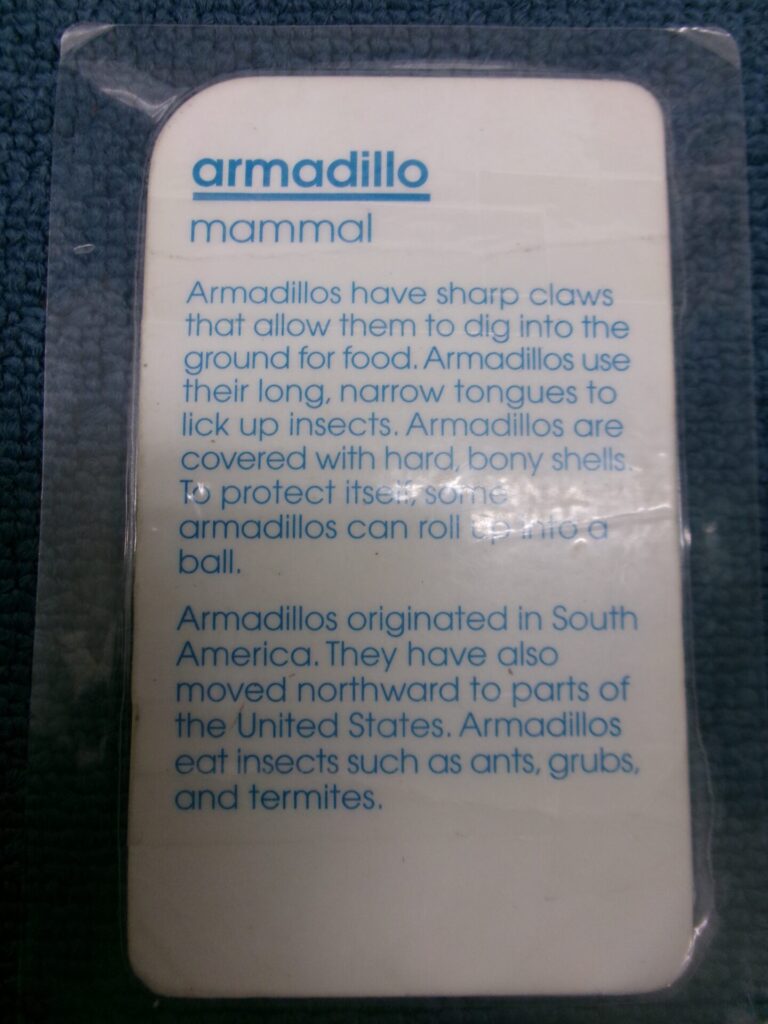 armadillo
mammal
Armadillos have sharp claws
that allow them to dig into the
ground for food. Armadillos use
their long, narrow tongues to
lick up insects. Armadillos are
covered with hard, bony shells.
To protect itself, some
armadillos can roll up into a
ball.
Armadillos originated in South
America. They have also
moved northward to parts of
the United States. Armadillos
eat insects such as ants, grubs,
and termites.